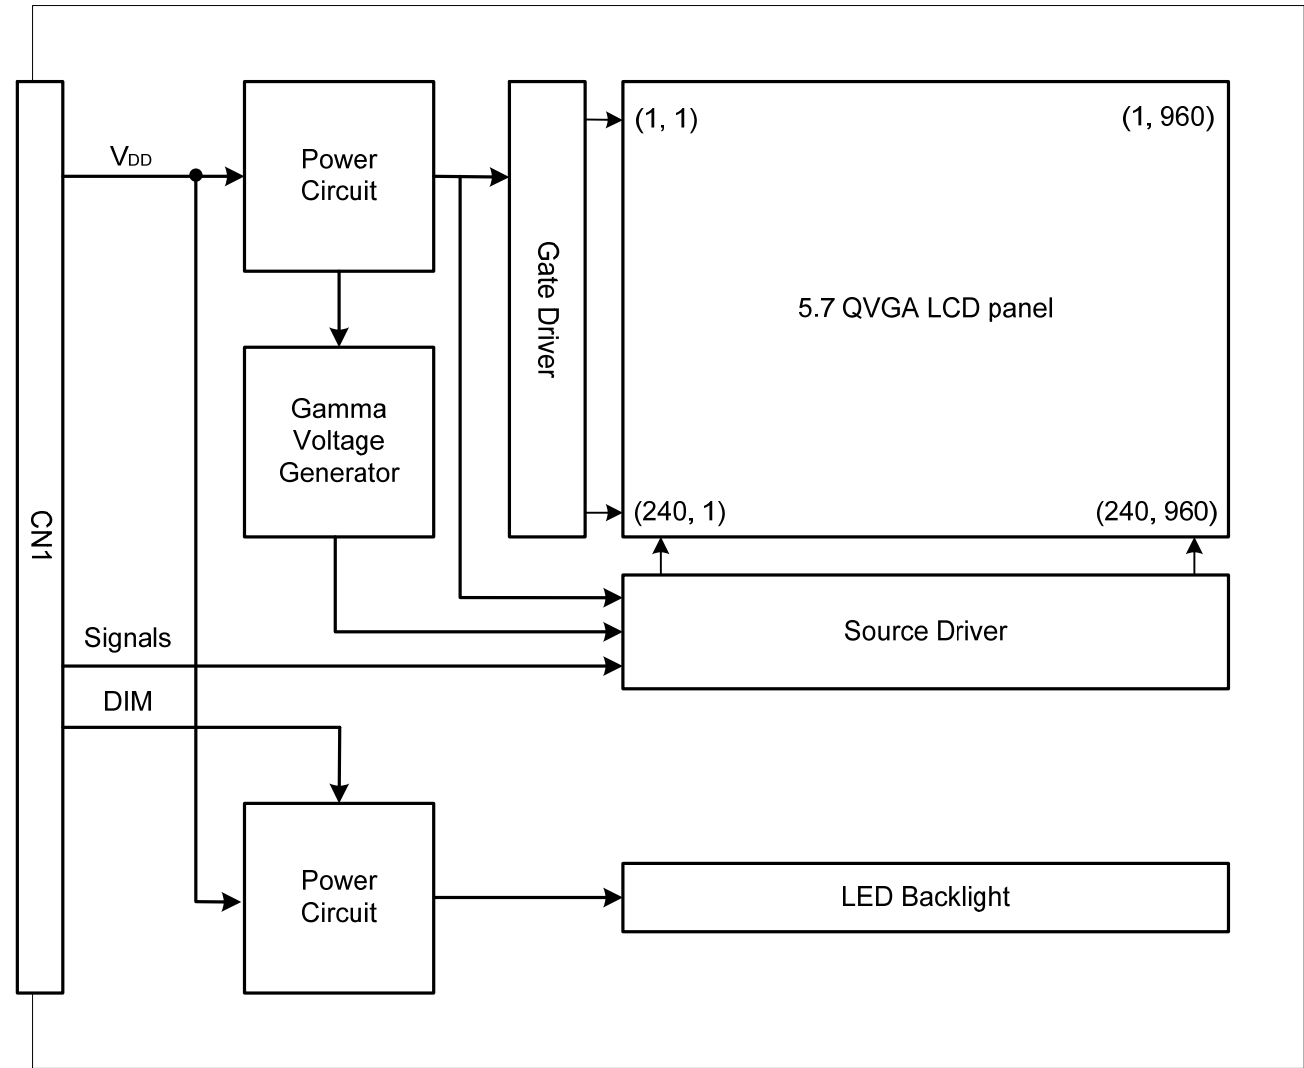 (1, 1)
(1, 960)
VDD
Power
Circuit
Gate Driver
5.7 QVGA LCD panel
Gamma
Voltage
Generator
(240, 1)
(240, 960)
CN1
Signals
Source Driver
DIM
Power
Circuit
LED Backlight